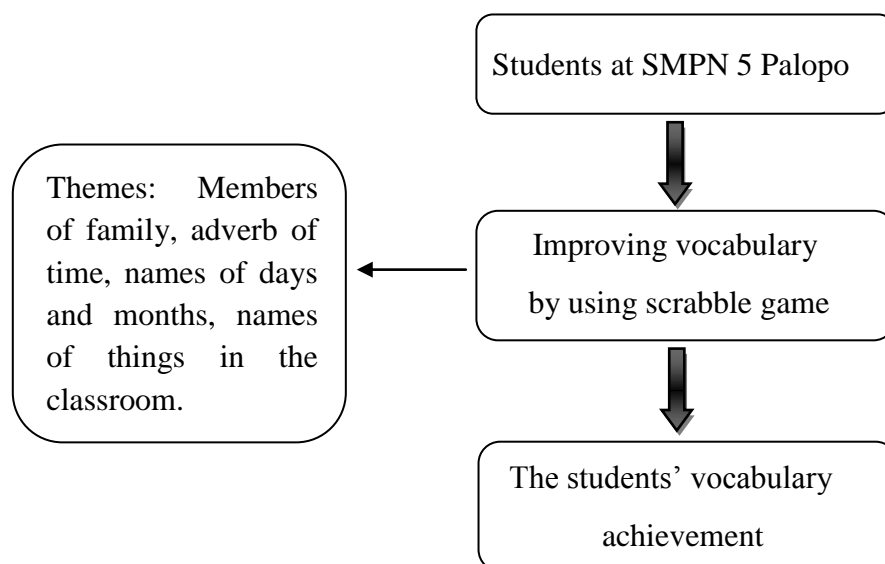 Students at SMPN 5 Palopo
Themes: Members
of family, adverb of
time, names of days
and months, names
of things in the
classroom.
Improving vocabulary
by using scrabble game
The students’ vocabulary
achievement